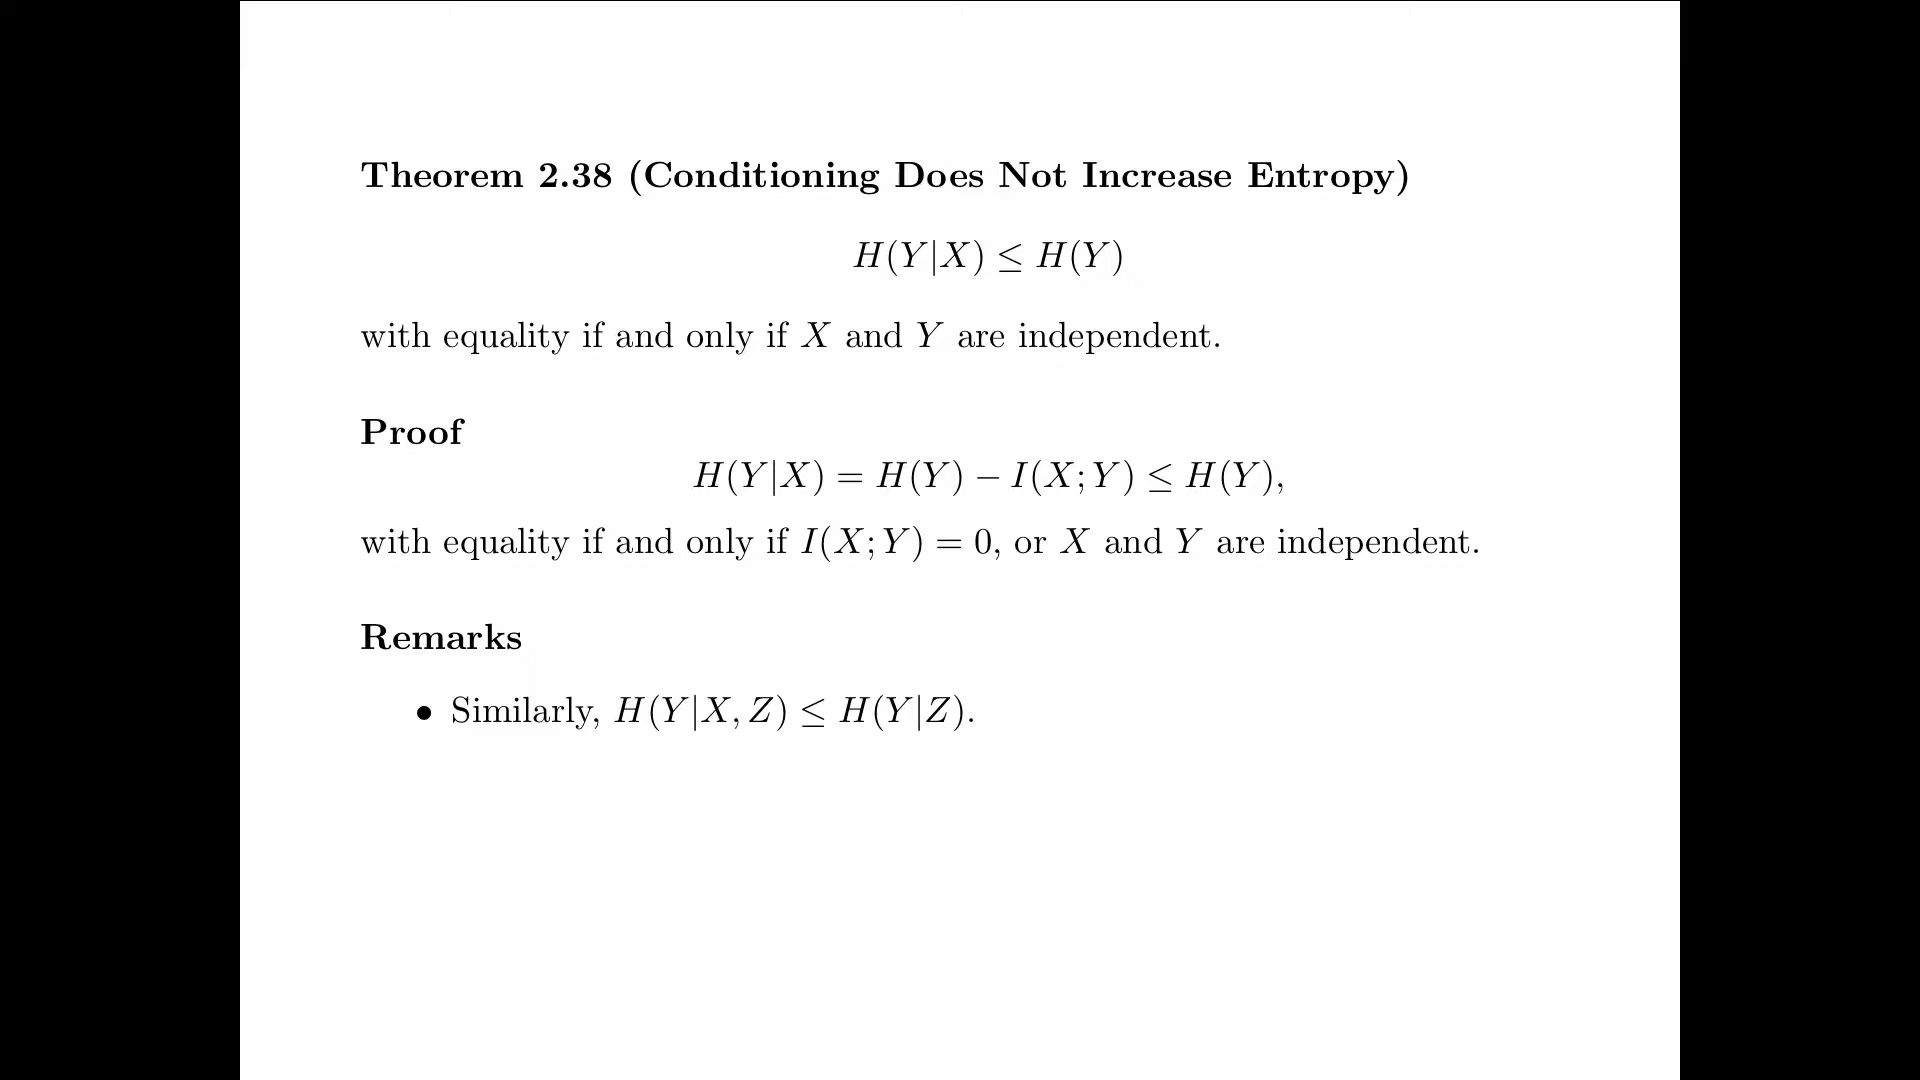 Theorem 2.38 (Conditioning Does Not Increase Entropy)
H(Y|X) ≤ H(Y)
with equality if and only if X and Y are independent.
Proof
H(Y|X) = H(Y) − I(X;Y) ≤ H(Y),
with equality if and only if I(X;Y) = 0, or X and Y are independent.
Remarks
• Similarly, H(Y|X, Z) ≤ H(Y|Z).